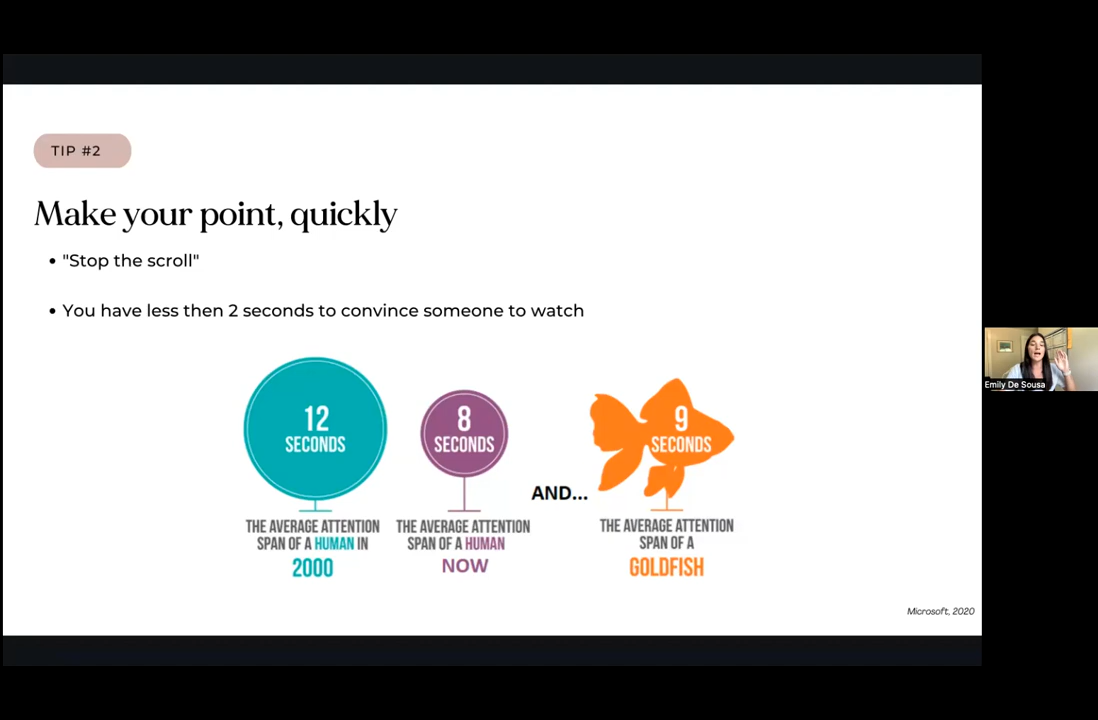 TIP #2
Make your point, quickly
• "Stop the scroll"
• You have less then 2 seconds to convince someone to watch
12
SECONDS
THE AVERAGE ATTENTION
SPAN OF A HUMAN IN
2000
8
SECONDS
THE AVERAGE ATTENTION
SPAN OF A HUMAN
NOW
AND...
9
SECONDS
THE AVERAGE ATTENTION
SPAN OF A
GOLDFISH
Microsoft, 2020
Emily De Sousa